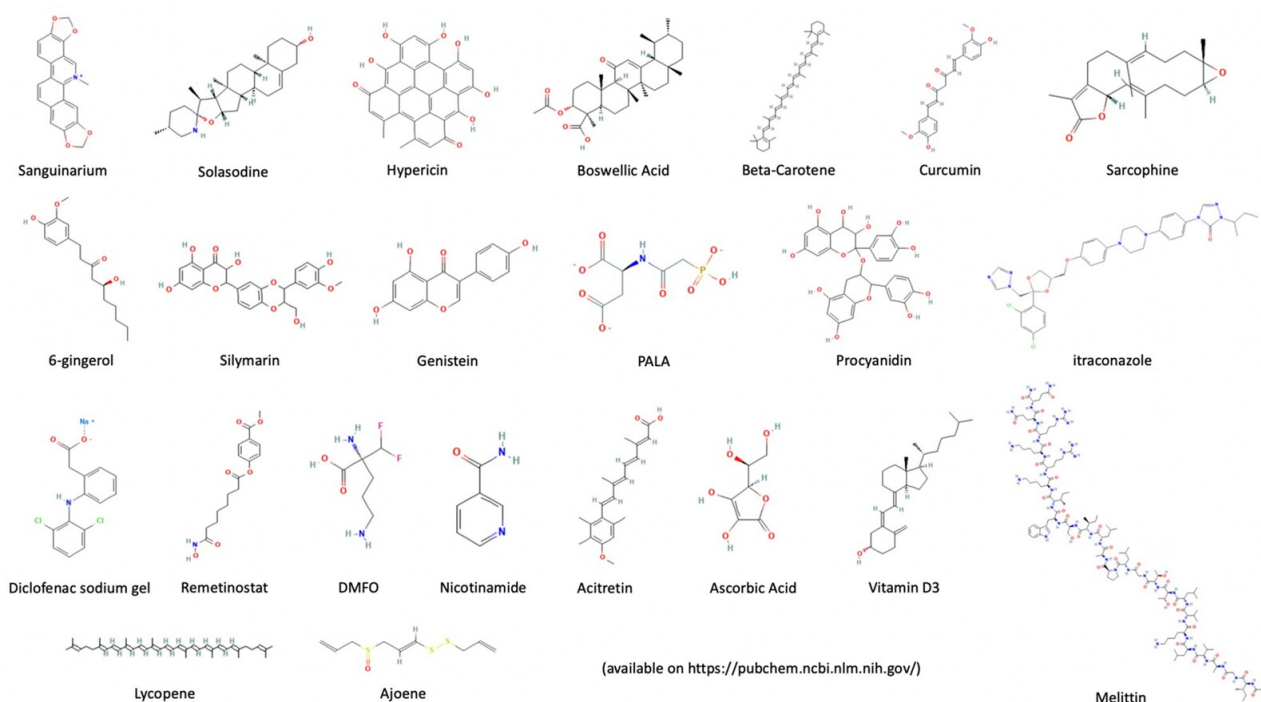 Sanguinarium
Solasodine
Hypericin
Boswellic Acid
Beta-Carotene
Curcumin
Sarcophine
6-gingerol
Silymarin
Genistein
PALA
Procyanidin
itraconazole
Diclofenac sodium gel
Remetinostat
DMFO
Nicotinamide
Acitretin
Ascorbic Acid
Vitamin D3
Lycopene
Ajoene
(available on https://pubchem.ncbi.nlm.nih.gov/)
Melittin